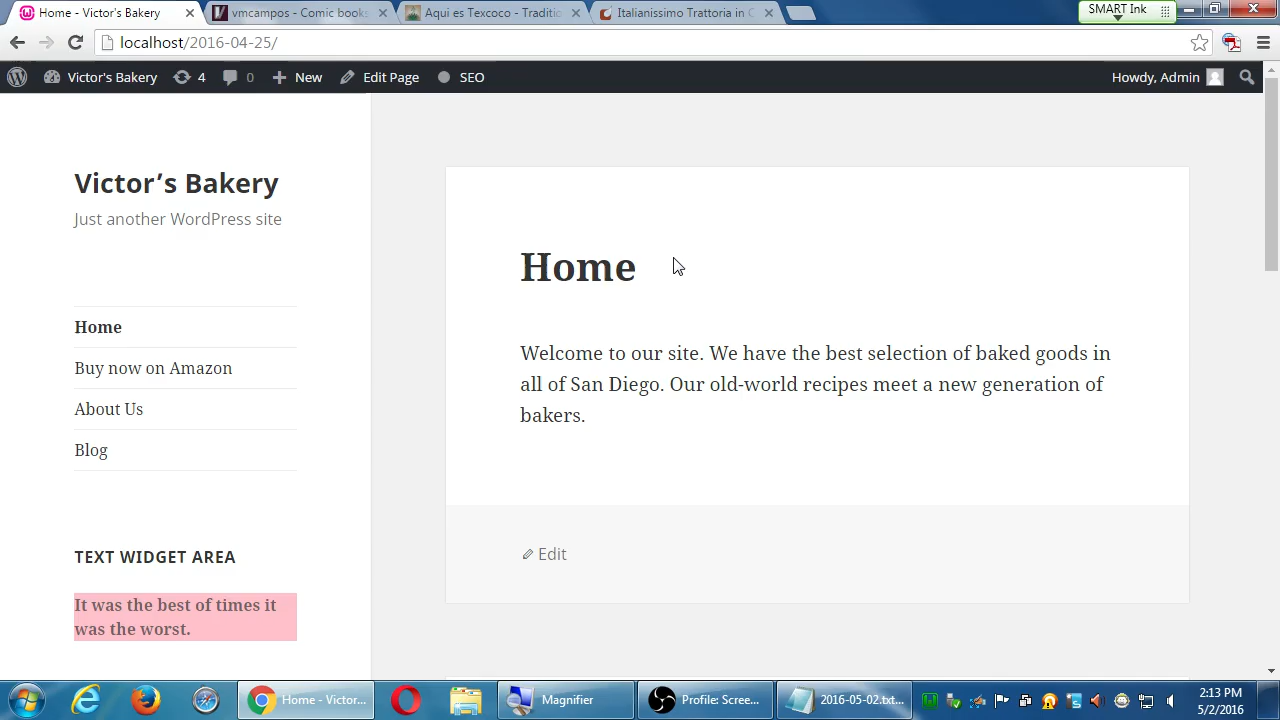 Home - Victor's Bakery
vmcampos - Comic books
Aqui es Texcoco - Traditio
Italianissimo Trattoria in C
SMART Ink
localhost/2016-04-25/
Victor's Bakery
4
0
New
Edit Page
SEO
Howdy, Admin
Victor’s Bakery
Just another WordPress site
Home
Buy now on Amazon
About Us
Blog
TEXT WIDGET AREA
It was the best of times it
was the worst.
Home
Welcome to our site. We have the best selection of baked goods in
all of San Diego. Our old-world recipes meet a new generation of
bakers.
Edit
Home - Victor...
Magnifier
Profile: Scree...
2016-05-02.txt...
2:13 PM
5/2/2016